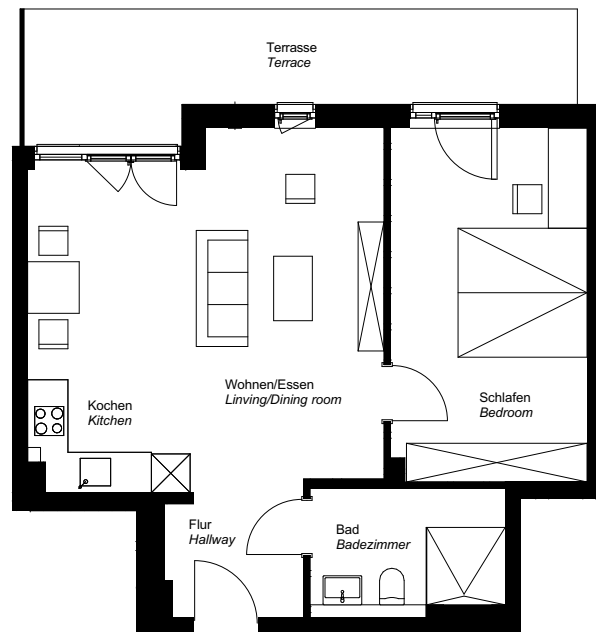 Terrasse
Terrace
Wohnen/Essen
Linving/Dining room
Schlafen
Bedroom
Kochen
Kitchen
Flur
Hallway
Bad
Badezimmer